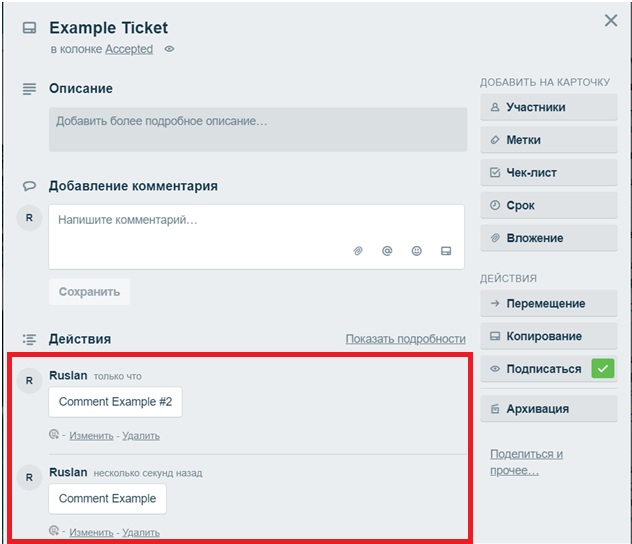 Example Ticket
в колонке Accepted
Описание
Добавить более подробное описание…
Добавление комментария
R
Напишите комментарий…
Сохранить
Действия
Показать подробности
R
Ruslan только что
Comment Example #2
- Изменить - Удалить
R
Ruslan несколько секунд назад
Comment Example
- Изменить - Удалить
ДОБАВИТЬ НА КАРТОЧКУ
Участники
Метки
Чек-лист
Срок
Вложение
ДЕЙСТВИЯ
Перемещение
Копирование
Подписаться
Архивация
Поделиться и
прочее…